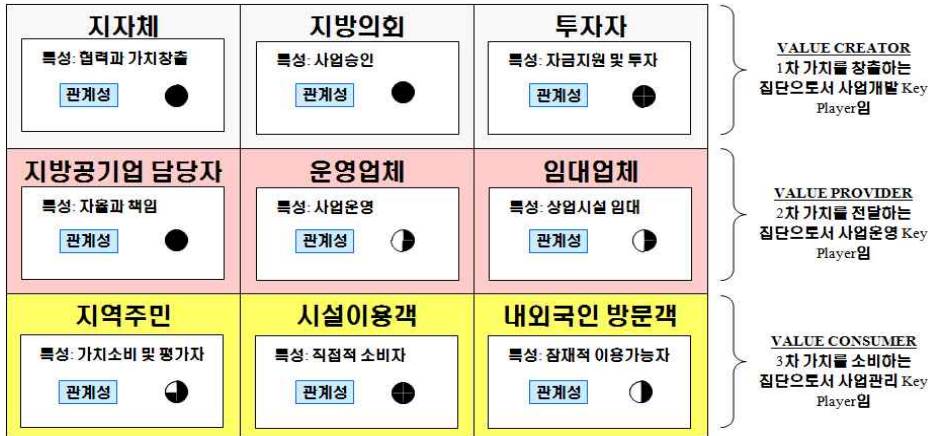 지자체
특성: 협력과 가치창출
관계성
지방의회
특성: 사업승인
관계성
투자자
특성: 자금지원 및 투자
관계성
VALUE CREATOR
1차 가치를 창출하는
집단으로서 사업개발 Key
Player임
지방공기업 담당자
특성: 자율과 책임
관계성
운영업체
특성: 사업운영
관계성
임대업체
특성: 상업시설 임대
관계성
VALUE PROVIDER
2차 가치를 전달하는
집단으로서 사업운영 Key
Player임
지역주민
특성: 가치소비 및 평가자
관계성
시설이용객
특성: 직접적 소비자
관계성
내외국인 방문객
특성: 잠재적 이용가능자
관계성
VALUE CONSUMER
3차 가치를 소비하는
집단으로서 사업관리 Key
Player임